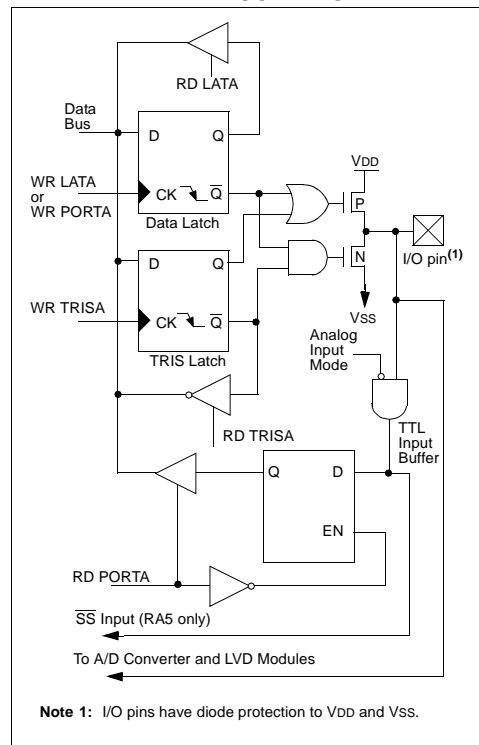 RD LATA
Data
Bus
D Q
VDD
WR LATA
or
WR PORTA
CK Q
P
Data Latch
I/O pin(1)
N
D Q
WR TRISA
CK Q
VSS
TRIS Latch
Analog
Input
Mode
TTL
Input
Buffer
RD TRISA
Q D
EN
RD PORTA
SS Input (RA5 only)
To A/D Converter and LVD Modules
Note 1: I/O pins have diode protection to VDD and VSS.